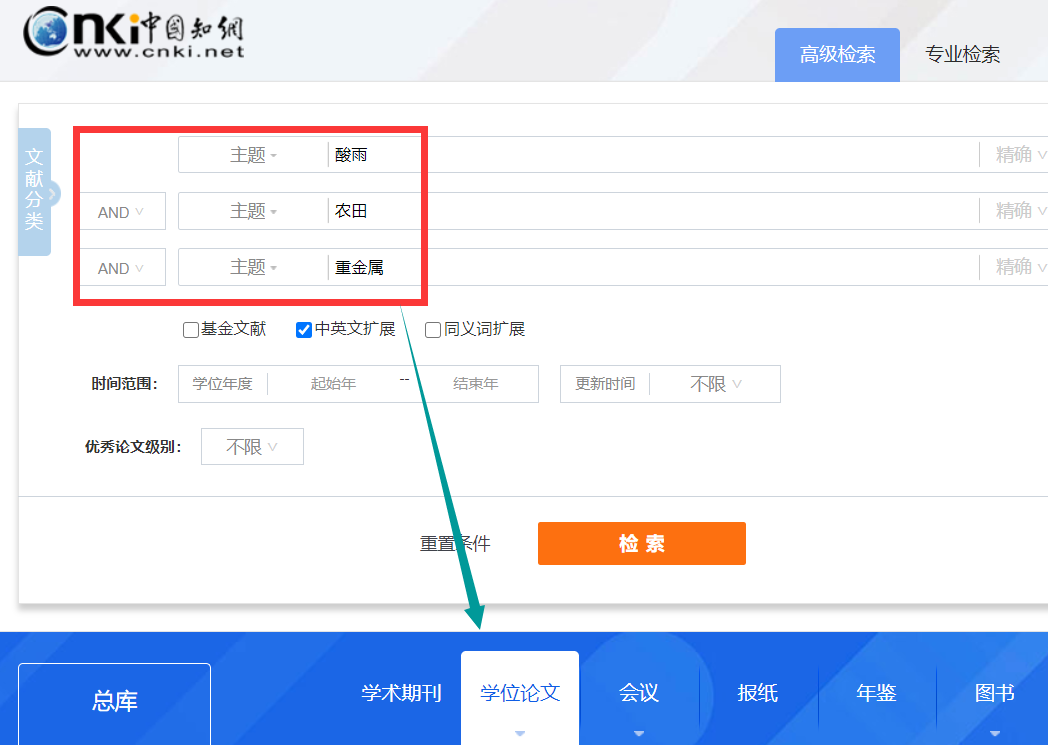 cnki中国知网
www.cnki.net
高级检索 专业检索
文献分类
主题 酸雨 精确
AND 主题 农田 精确
AND 主题 重金属 精确
基金文献 中英文扩展 同义词扩展
时间范围： 学位年度 起始年 -- 结束年 更新时间 不限
优秀论文级别： 不限
重置条件 检索
总库 学术期刊 学位论文 会议 报纸 年鉴 图书